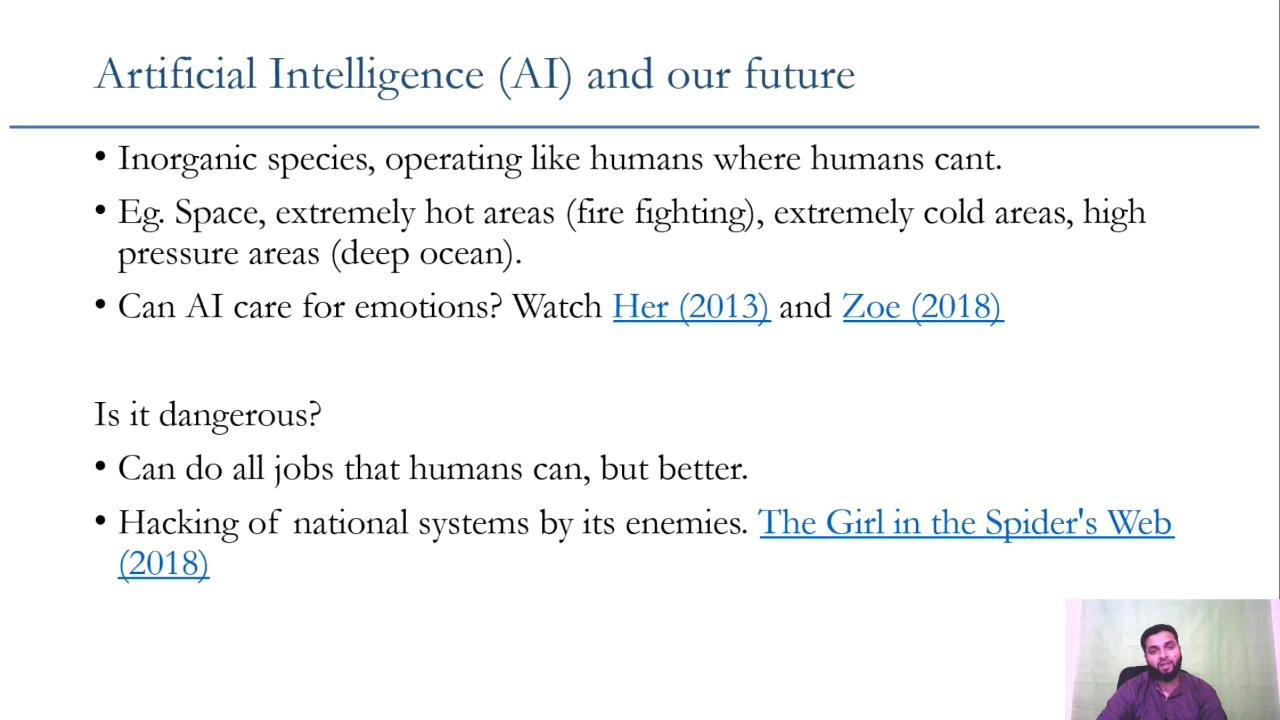 Artificial Intelligence (AI) and our future
• Inorganic species, operating like humans where humans cant.
• Eg. Space, extremely hot areas (fire fighting), extremely cold areas, high
pressure areas (deep ocean).
• Can AI care for emotions? Watch Her (2013) and Zoe (2018)
Is it dangerous?
• Can do all jobs that humans can, but better.
• Hacking of national systems by its enemies. The Girl in the Spider's Web
(2018)